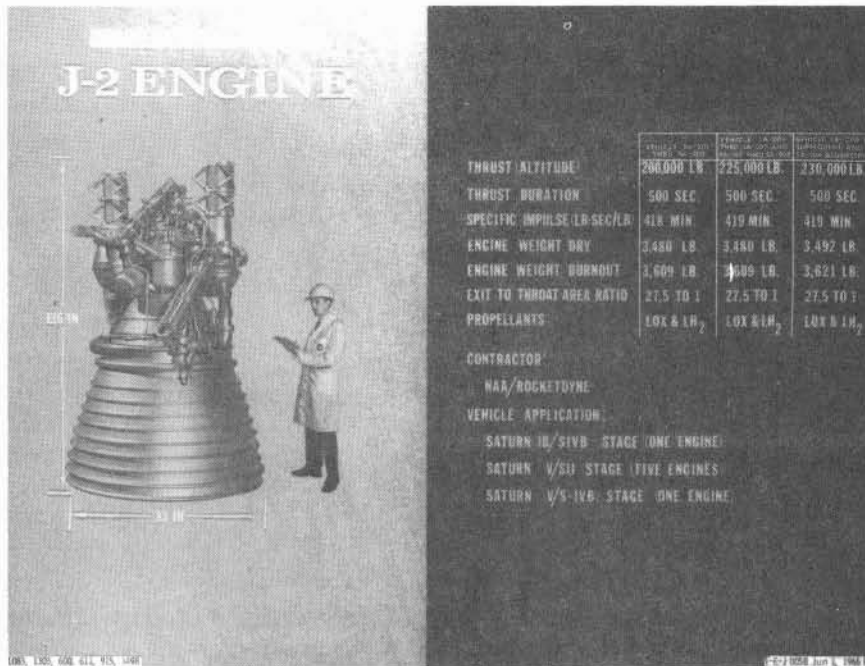 J-2 ENGINE
116 IN
THRUST (ALTITUDE) 200,000 LB. 225,000 LB. 230,000 LB.
THRUST DURATION 500 SEC. 500 SEC. 500 SEC.
SPECIFIC IMPULSE (LB-SEC/LB) 418 MIN. 419 MIN. 419 MIN.
ENGINE WEIGHT DRY 3,480 LB. 3,480 LB. 3,492 LB.
ENGINE WEIGHT BURNOUT 3,609 LB. 3,609 LB. 3,621 LB.
EXIT TO THROAT AREA RATIO 27.5 TO 1 27.5 TO 1 27.5 TO 1
PROPELLANTS LOX & LH2 LOX & LH2 LOX & LH2
CONTRACTOR:
NAA/ROCKETDYNE
VEHICLE APPLICATION:
SATURN IB/SIVB STAGE (ONE ENGINE)
SATURN V/SII STAGE (FIVE ENGINES)
SATURN V/S-IVB STAGE (ONE ENGINE)
IN